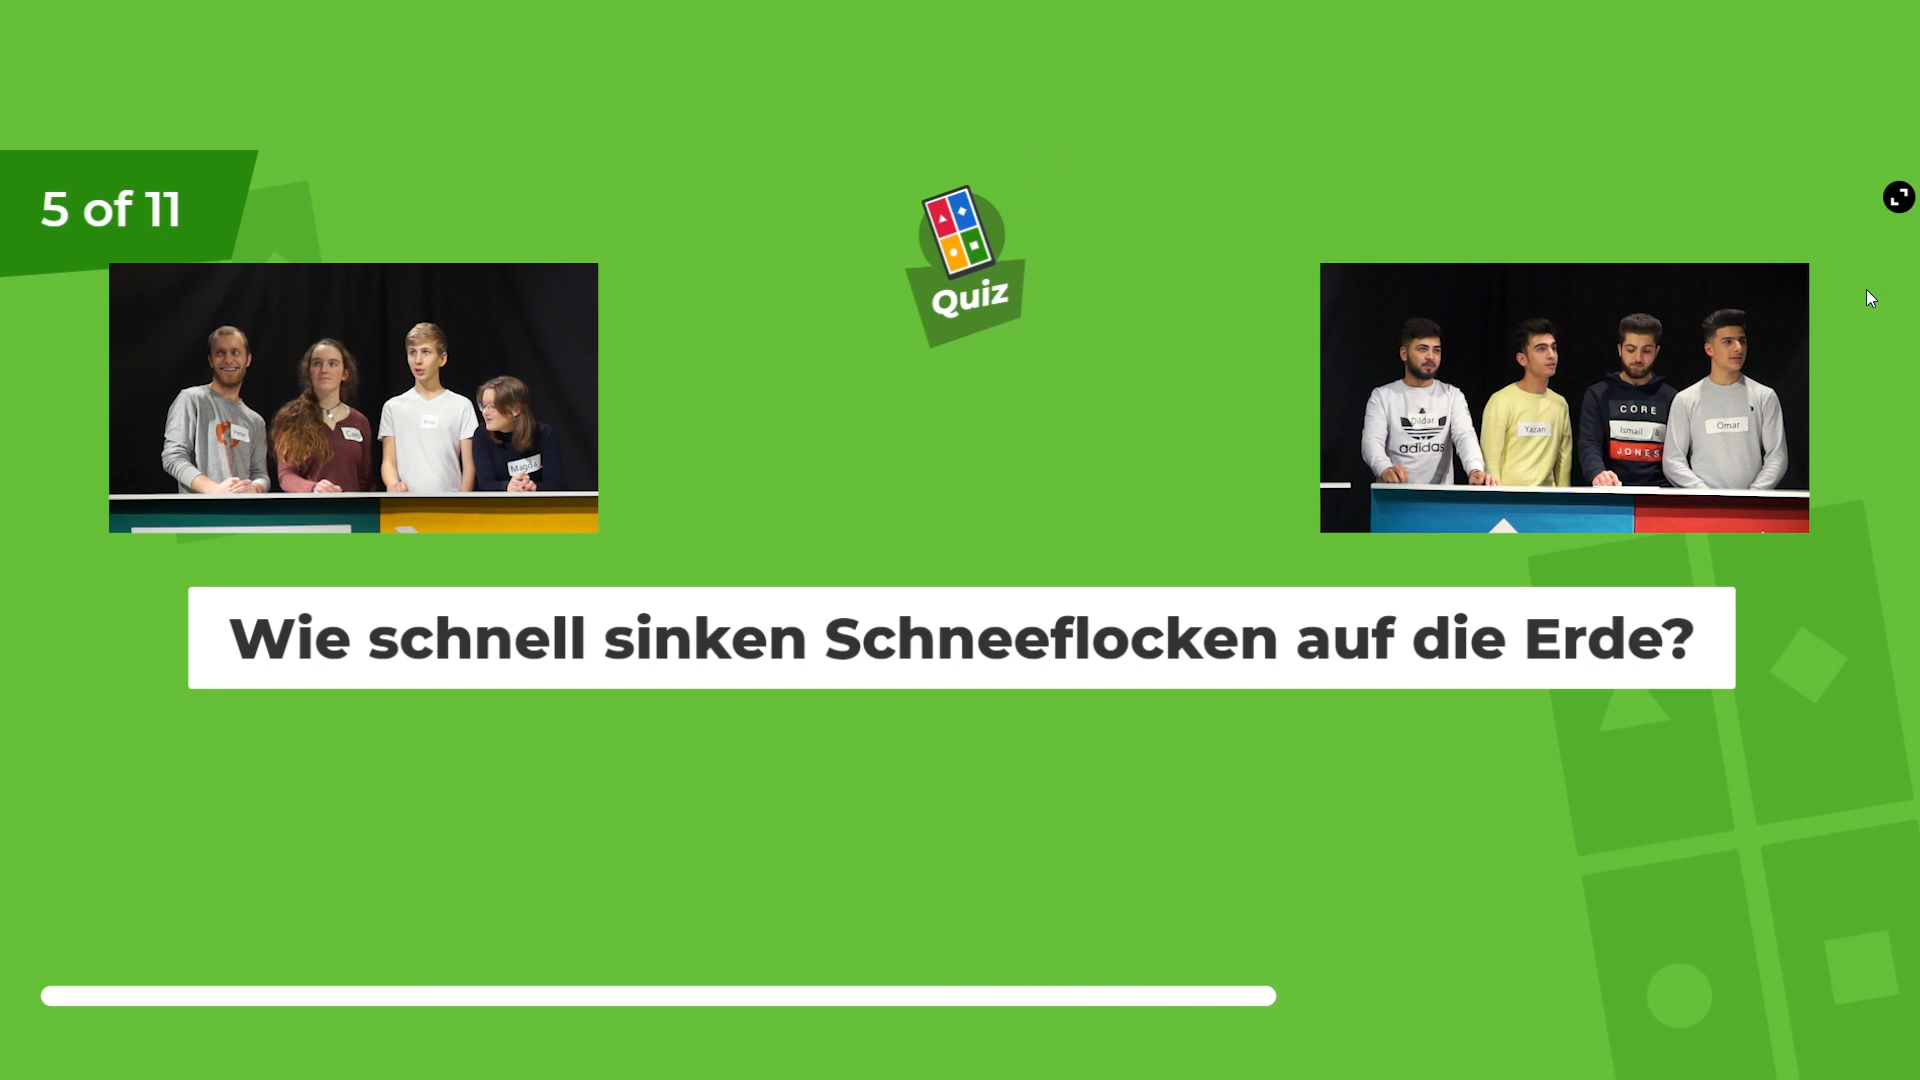 5 of 11
Quiz
Magda
Dildar
adidas
Yazan
CORE
Ismail
&
JONES
Omar
Wie schnell sinken Schneeflocken auf die Erde?